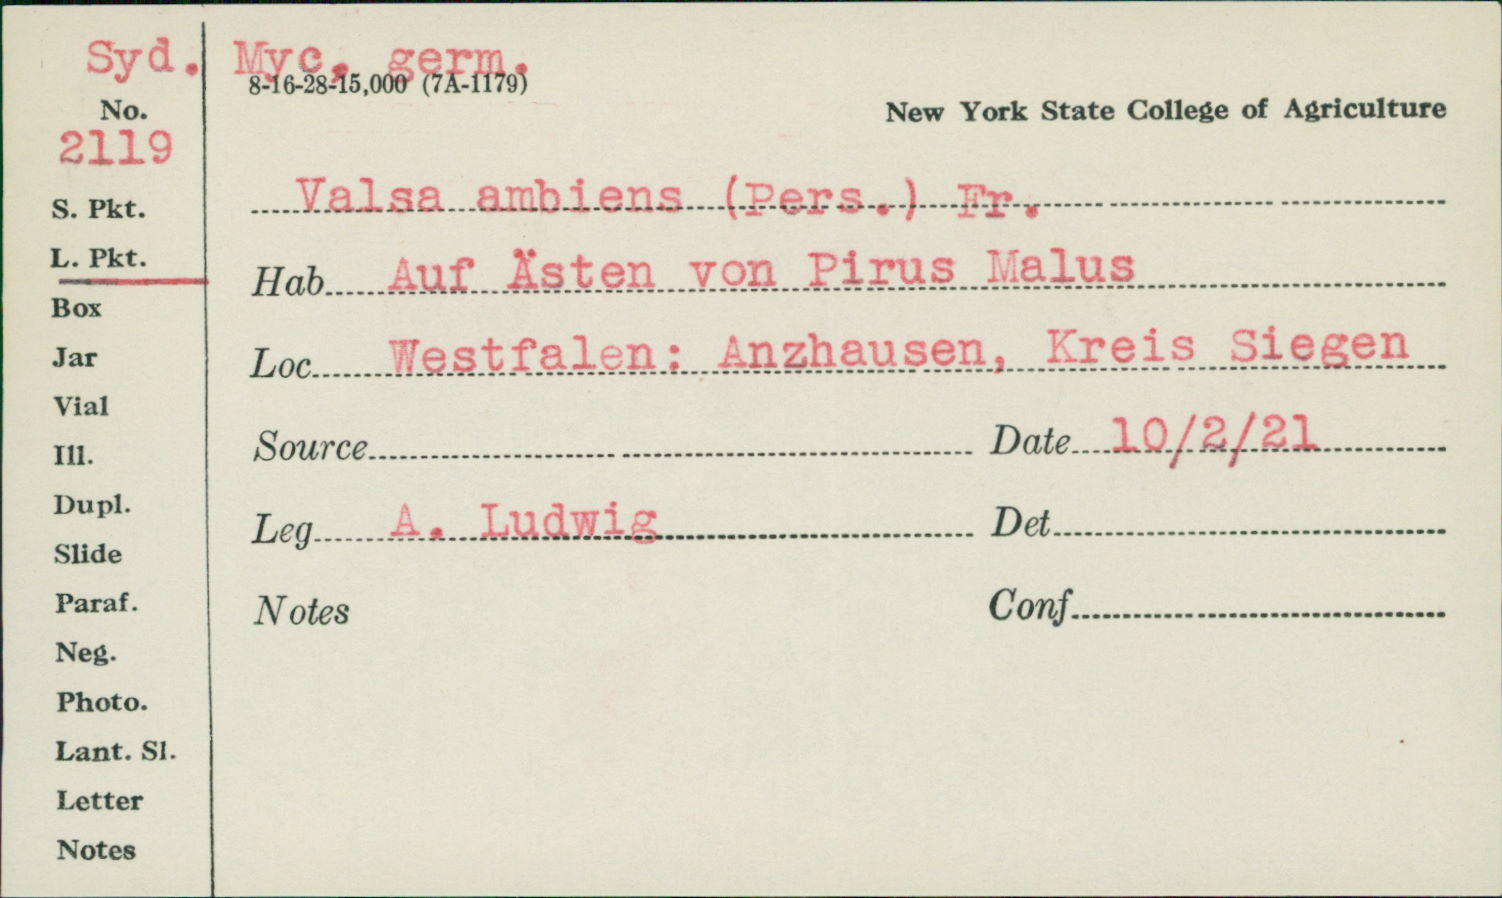 Syd. Myc. germ.
8-16-28-15,000 (7A-1179)
New York State College of Agriculture
No.
2119
S. Pkt.
L. Pkt.
Box
Jar
Vial
Ill.
Dupl.
Slide
Paraf.
Neg.
Photo.
Lant. Sl.
Letter
Notes
Valsa ambiens (Pers.) Fr.
Hab. Auf Ästen von Pirus Malus
Loc. Westfalen: Anzhausen, Kreis Siegen
Source Date 10/2/21
Leg. A. Ludwig Det.
Notes Conf.